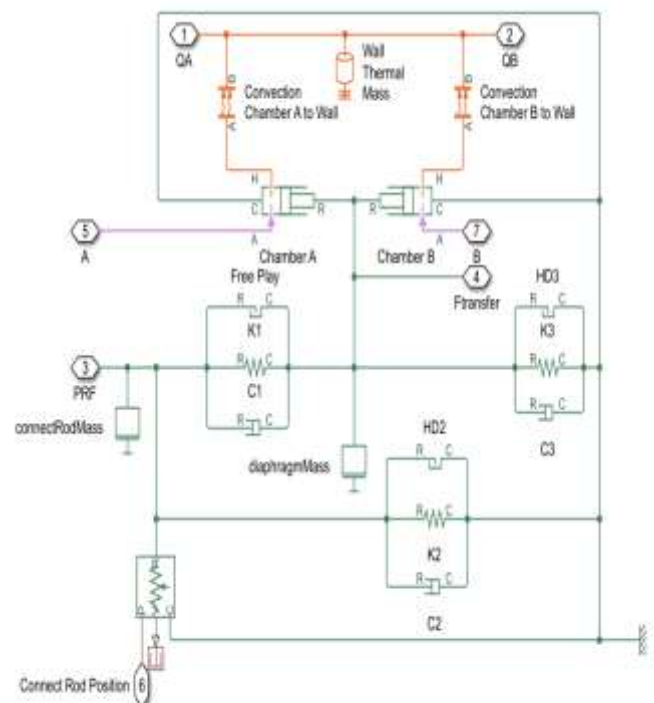 1
QA
Wall
Thermal
Mass
2
QB
B
Convection
Chamber A to Wall
A
B
Convection
Chamber B to Wall
A
H
C
R
A
R
H
C
A
5
A
Chamber A
Chamber B
7
B
4
Ftransfer
Free Play
R C
K1
R C
C1
R C
HD3
R C
K3
R C
R C
C3
3
PRF
connectRodMass
diaphragmMass
HD2
R C
K2
R C
R C
C2
Connect Rod Position
6